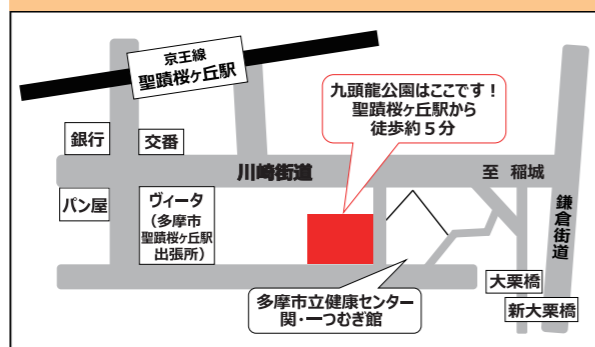 京王線
聖蹟桜ヶ丘駅
九頭龍公園はここです！
聖蹟桜ヶ丘駅から
徒歩約５分
銀行
交番
川崎街道
至 稲城
パン屋
ヴィータ
（多摩市
聖蹟桜ヶ丘駅
出張所）
鎌倉街道
大栗橋
新大栗橋
多摩市立健康センター
関・一つむぎ館